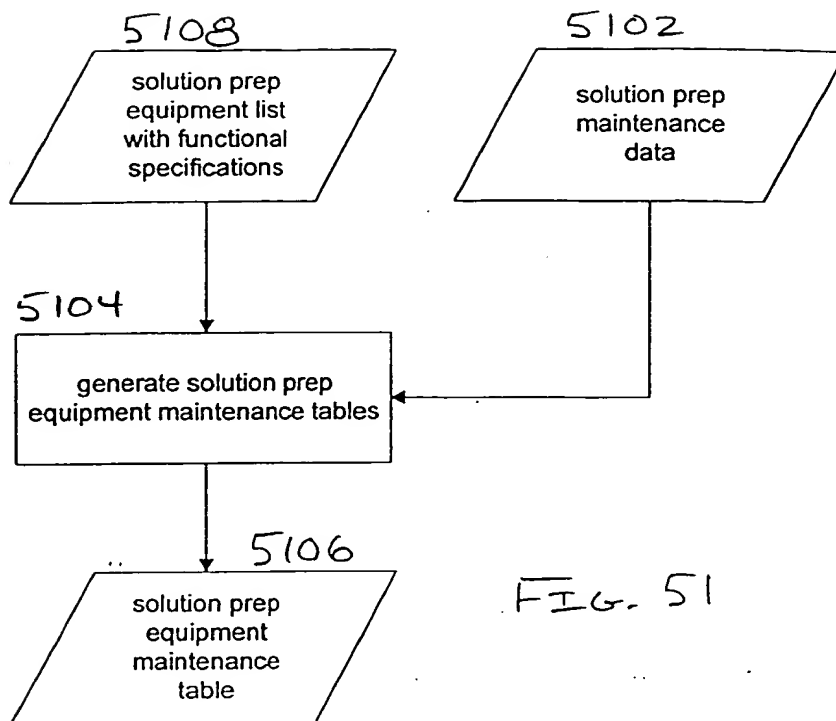 5108
5102
solution prep
equipment list
with functional
specifications
solution prep
maintenance
data
5104
generate solution prep
equipment maintenance tables
5106
solution prep
equipment
maintenance
table
FIG. 51